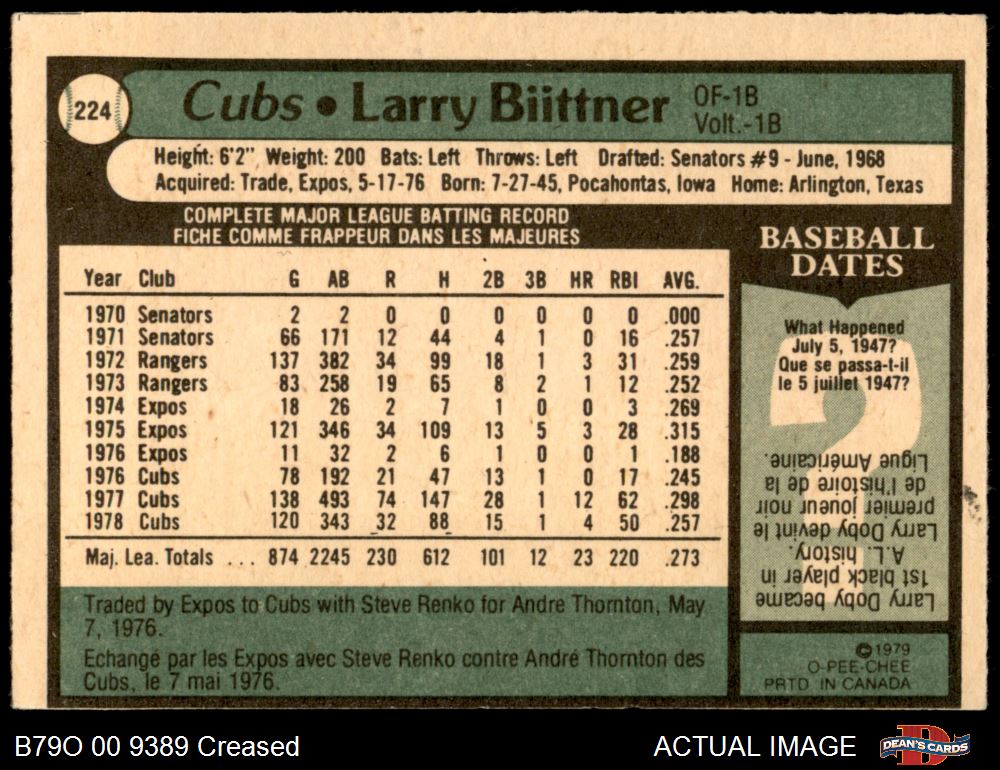 224
Cubs • Larry Biittner OF-1B
Volt.-1B
Height: 6'2" Weight: 200 Bats: Left Throws: Left Drafted: Senators #9 - June, 1968
Acquired: Trade, Expos, 5-17-76 Born: 7-27-45, Pocahontas, Iowa Home: Arlington, Texas
COMPLETE MAJOR LEAGUE BATTING RECORD
FICHE COMME FRAPPEUR DANS LES MAJEURES
Year Club G AB R H 2B 3B HR RBI AVG.
1970 Senators 2 2 0 0 0 0 0 0 .000
1971 Senators 66 171 12 44 4 1 0 16 .257
1972 Rangers 137 382 34 99 18 1 3 31 .259
1973 Rangers 83 258 19 65 8 2 1 12 .252
1974 Expos 18 26 2 7 1 0 0 3 .269
1975 Expos 121 346 34 109 13 5 3 28 .315
1976 Expos 11 32 2 6 1 0 0 1 .188
1976 Cubs 78 192 21 47 13 1 0 17 .245
1977 Cubs 138 493 74 147 28 1 12 62 .298
1978 Cubs 120 343 32 88 15 1 4 50 .257
Maj. Lea. Totals ... 874 2245 230 612 101 12 23 220 .273
Traded by Expos to Cubs with Steve Renko for Andre Thornton, May
7, 1976.
Echangé par les Expos avec Steve Renko contre André Thornton des
Cubs, le 7 mai 1976.
BASEBALL
DATES
What Happened
July 5, 1947?
Que se passa-t-il
le 5 juillet 1947?
Larry Doby became
1st black player in
A.L. history.
Larry Doby devint le
premier joueur noir
de l'histoire de la
Ligue Américaine.
©1979
O-PEE-CHEE
PRTD IN CANADA
B79O 00 9389 Creased
ACTUAL IMAGE
DEAN'S CARDS